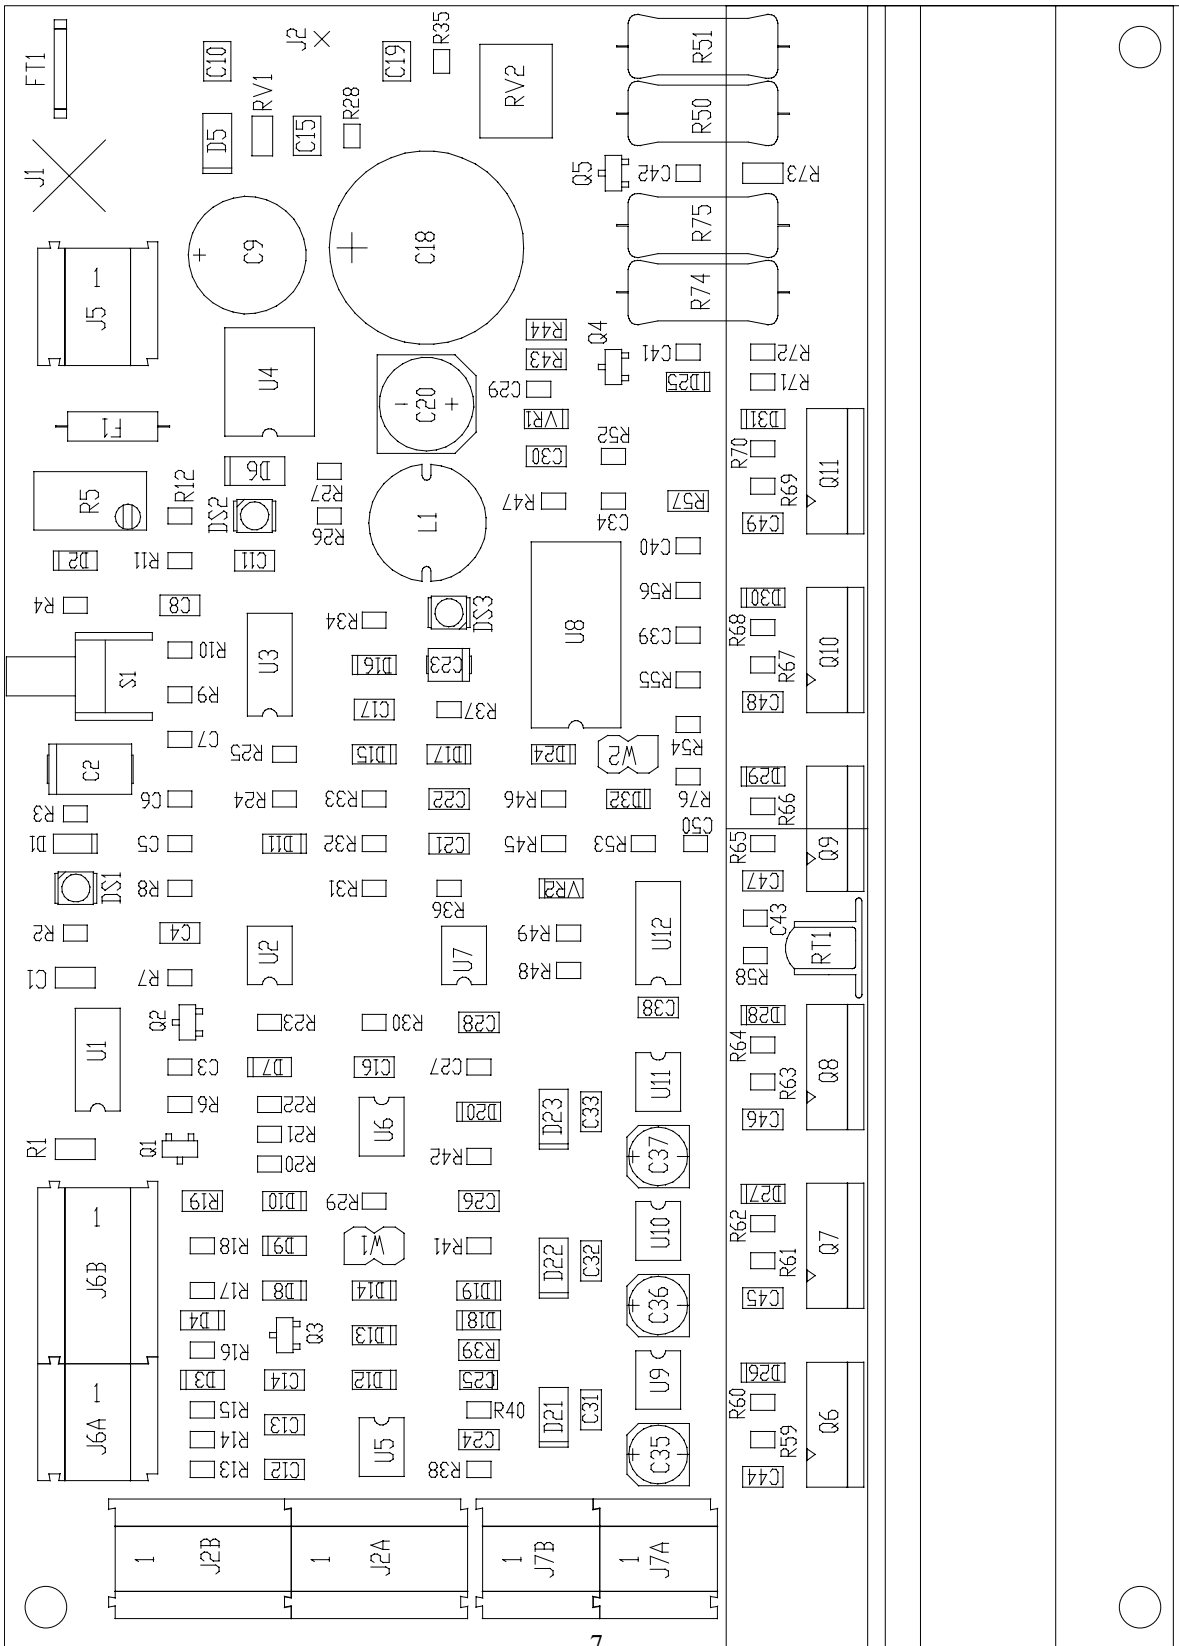 FT1
C10
J2
C19
R35
R51
RV1
RV2
D5
C15
R28
R50
J1
Q5
C42
R73
C9
C18
R75
1
J5
R74
U4
R44
R43
Q4
C41
R72
C29
D25
R71
C20
F1
VR1
R52
D31
R70
C30
D6
R27
R5
R12
DS2
L1
R47
C34
R57
R69
Q11
R26
C49
D2
R11
C11
C40
R4
C8
R34
DS3
R56
D30
R68
U3
U8
C39
S1
R10
D16
C23
R55
R67
Q10
R9
C17
R37
C48
C7
R54
R25
D15
D17
D24
W2
C2
D29
R76
R3
C6
R24
R33
C22
R46
D32
R66
C50
D1
C5
D11
R32
C21
R45
R53
R65
Q9
DS1
R8
R31
R36
VR2
C47
U12
C43
R2
C4
U2
U7
R49
RT1
C1
R7
R48
R58
C38
Q2
R23
R30
C28
D28
R64
U1
C3
D7
C16
C27
U11
R63
Q8
R6
R22
U6
D20
D23
C33
C46
R1
Q1
R21
R20
R42
C37
1
R19
D10
R29
C26
D27
R62
J6B
R18
D9
W1
R41
U10
D22
C32
R61
Q7
R17
D8
D14
D19
C36
C45
D4
Q3
D13
D18
R16
R39
1
D3
C14
D12
C25
U9
D26
J6A
R15
R40
D21
C31
R60
C13
R14
U5
C24
R59
Q6
R13
C12
R38
C35
C44
1
J2B
1
J2A
1
J7B
1
J7A
7